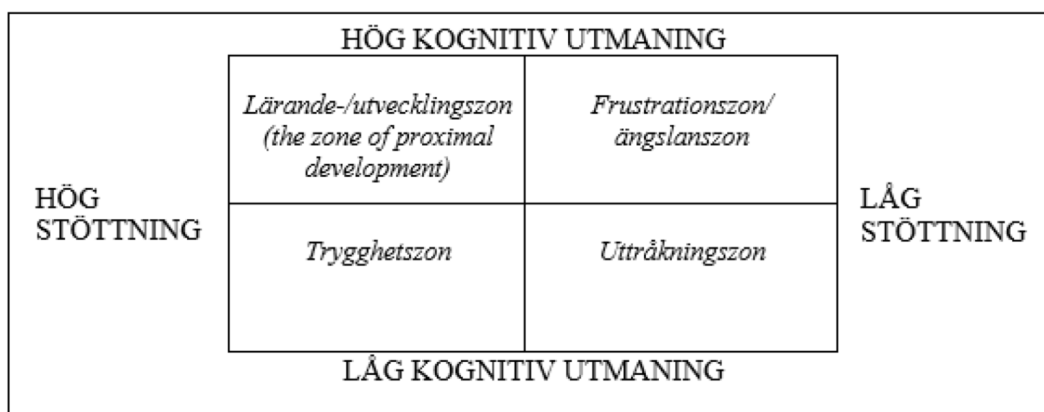 HÖG KOGNITIV UTMANING
Lärande-/utvecklingszon
(the zone of proximal
development)
Frustrationszon/
ängslanszon
HÖG
STÖTTNING
LÅG
STÖTTNING
Trygghetszon
Uttråkningszon
LÅG KOGNITIV UTMANING